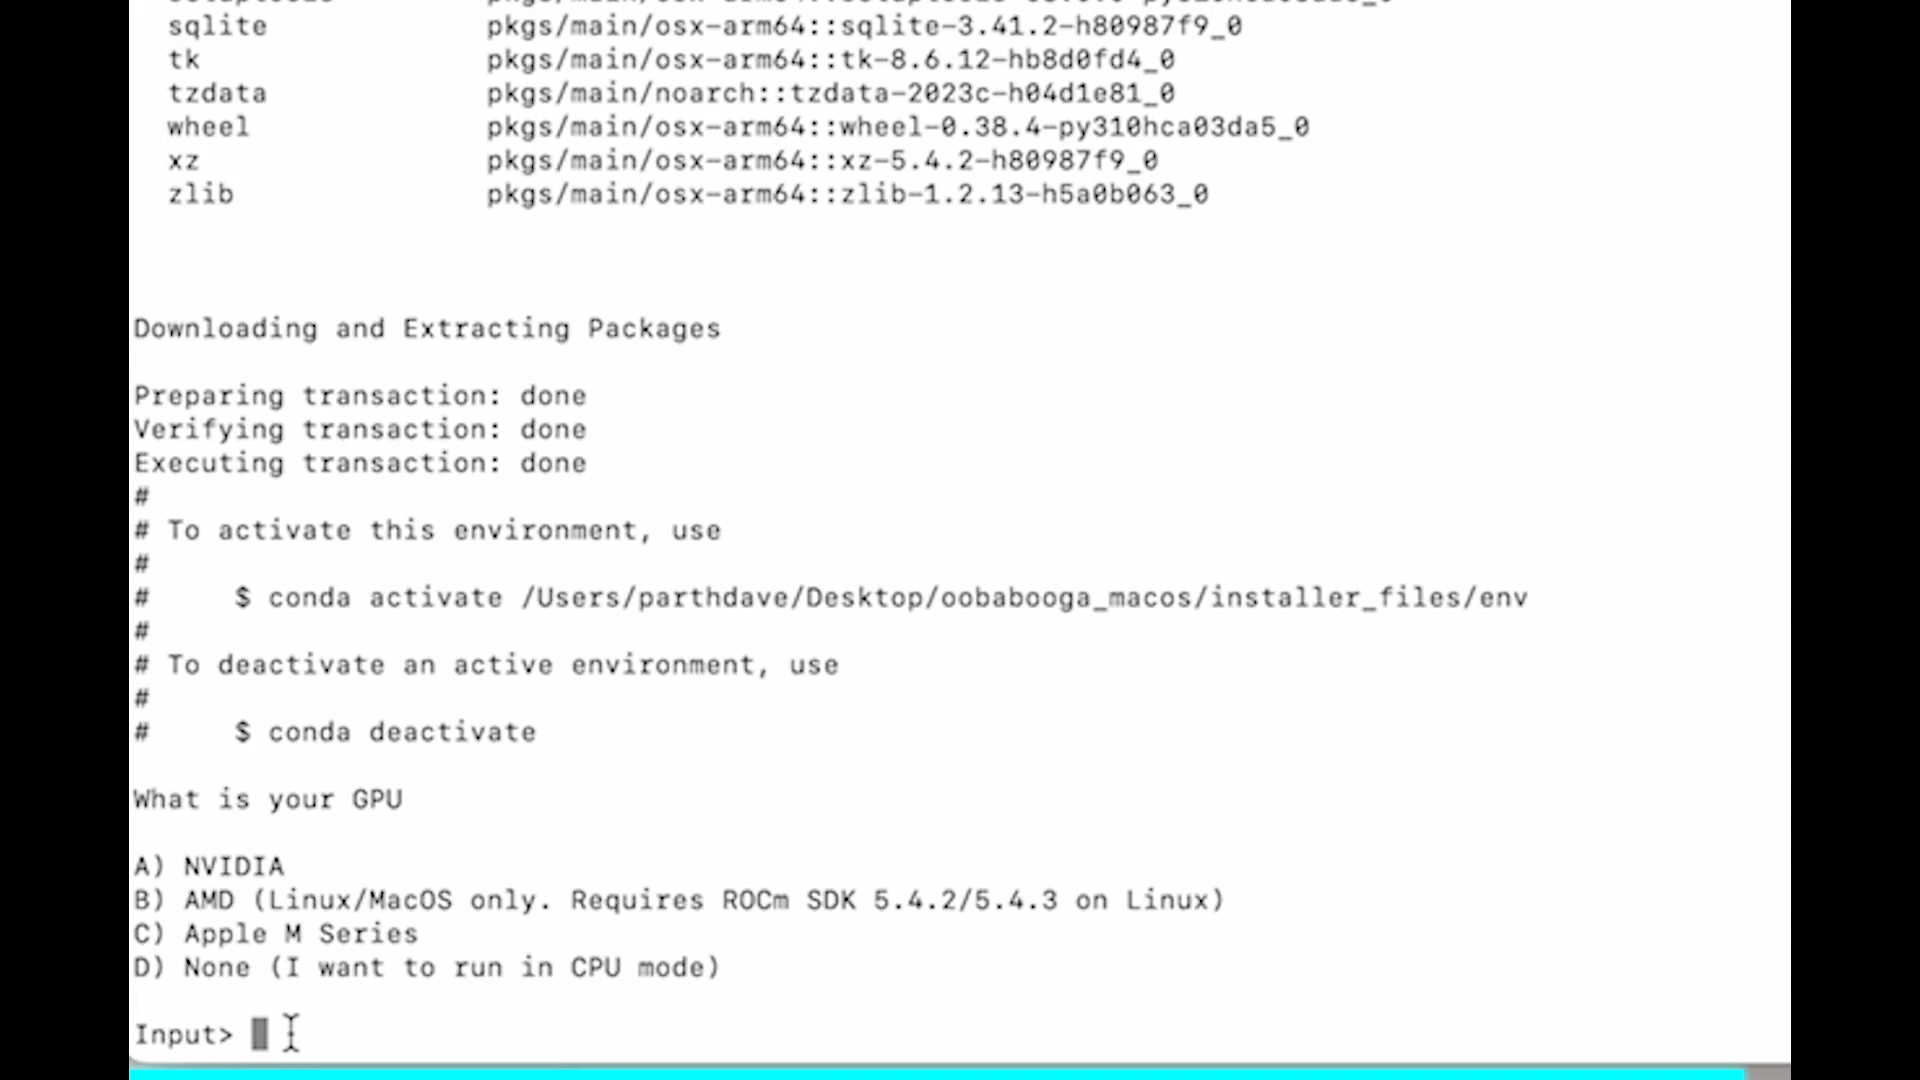 sqlite pkgs/main/osx-arm64::sqlite-3.41.2-h80987f9_0
tk pkgs/main/osx-arm64::tk-8.6.12-hb8d0fd4_0
tzdata pkgs/main/noarch::tzdata-2023c-h04d1e81_0
wheel pkgs/main/osx-arm64::wheel-0.38.4-py310hca03da5_0
xz pkgs/main/osx-arm64::xz-5.4.2-h80987f9_0
zlib pkgs/main/osx-arm64::zlib-1.2.13-h5a0b063_0
Downloading and Extracting Packages
Preparing transaction: done
Verifying transaction: done
Executing transaction: done
#
# To activate this environment, use
#
# $ conda activate /Users/parthdave/Desktop/oobabooga_macos/installer_files/env
#
# To deactivate an active environment, use
#
# $ conda deactivate
What is your GPU
A) NVIDIA
B) AMD (Linux/MacOS only. Requires ROCm SDK 5.4.2/5.4.3 on Linux)
C) Apple M Series
D) None (I want to run in CPU mode)
Input>